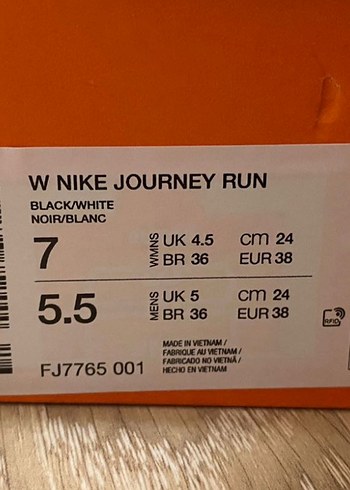 W NIKE JOURNEY RUN
BLACK/WHITE
NOIR/BLANC
7 WMNS UK 4.5 cm 24
BR 36 EUR 38
5.5 MENS UK 5 cm 24
BR 36 EUR 38
FJ7765 001
MADE IN VIETNAM /
FABRIQUE AU VIETNAM /
FABRICADO NO VIETNÃ /
HECHO EN VIETNAM
RFID